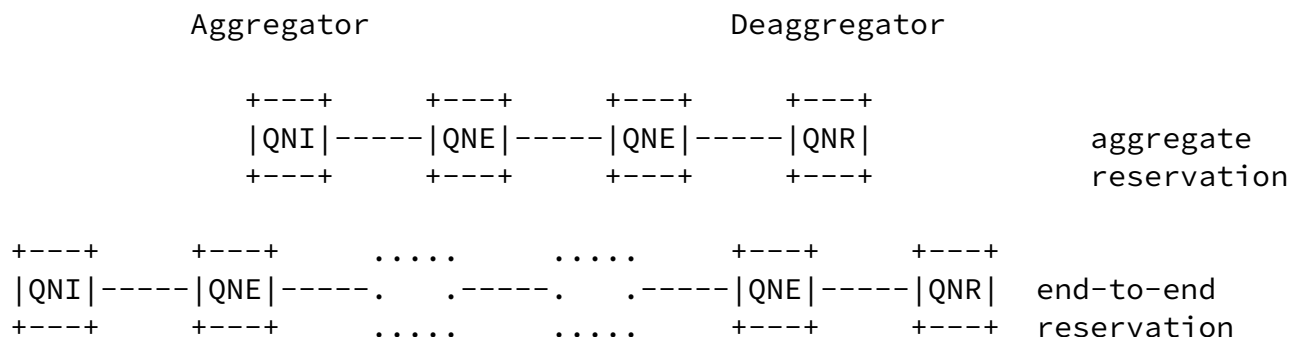 Aggregator                    Deaggregator

             +---+     +---+     +---+     +---+
             |QNI|-----|QNE|-----|QNE|-----|QNR|            aggregate
             +---+     +---+     +---+     +---+            reservation

+---+     +---+     .....     .....     +---+     +---+
|QNI|-----|QNE|-----.   .-----.   .-----|QNE|-----|QNR|  end-to-end
+---+     +---+     .....     .....     +---+     +---+  reservation